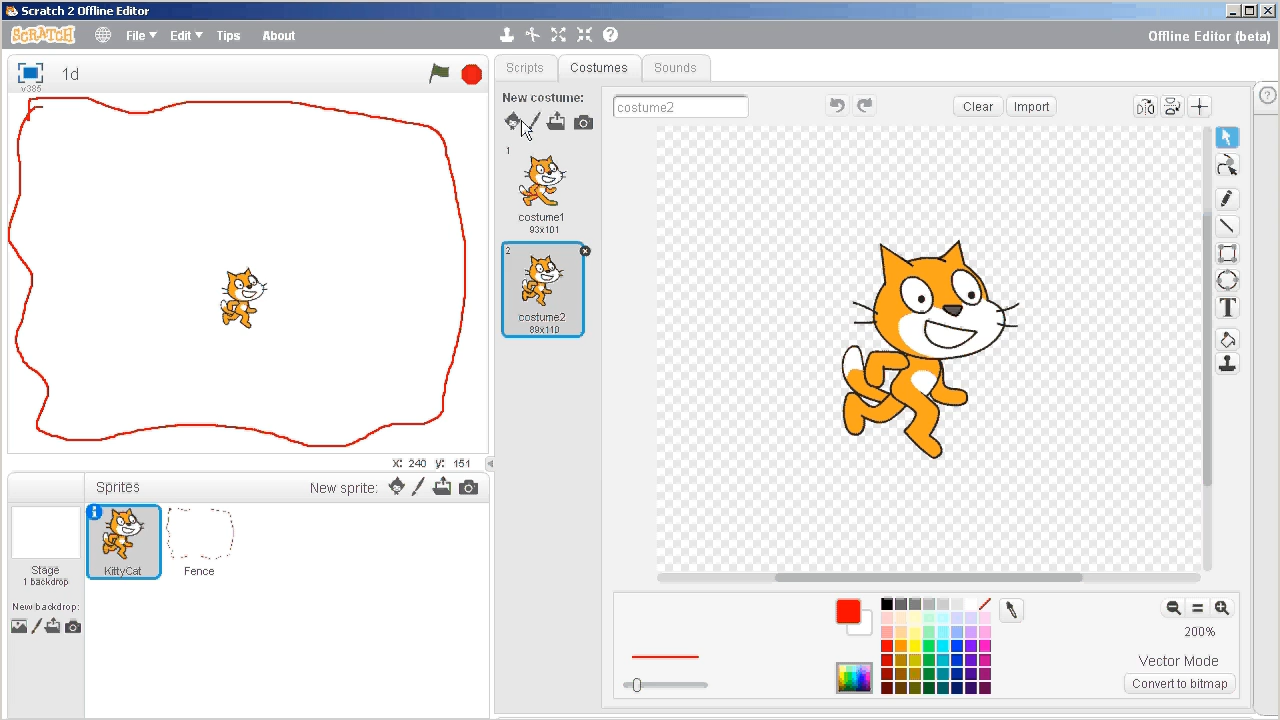 Scratch 2 Offline Editor
SCRATCH File Edit Tips About Offline Editor (beta)
1d
v385
Scripts Costumes Sounds
New costume:
costume2 Clear Import
1
costume1
93x101
2
costume2
89x110
X: 240 y: 151
Sprites New sprite:
KittyCat
Fence
Stage
1 backdrop
New backdrop:
T
200%
Vector Mode
Convert to bitmap